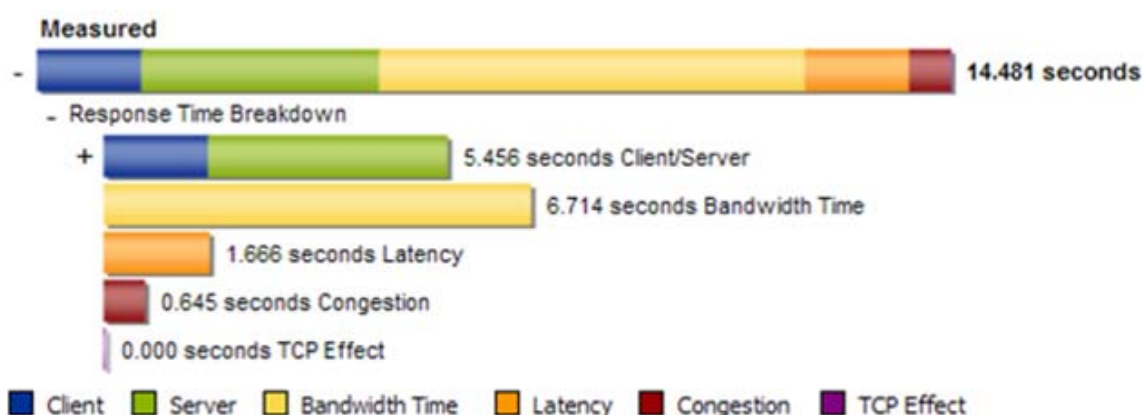 Measured
- 14.481 seconds
- Response Time Breakdown
+ 5.456 seconds Client/Server
6.714 seconds Bandwidth Time
1.666 seconds Latency
0.645 seconds Congestion
0.000 seconds TCP Effect
Client Server Bandwidth Time Latency Congestion TCP Effect